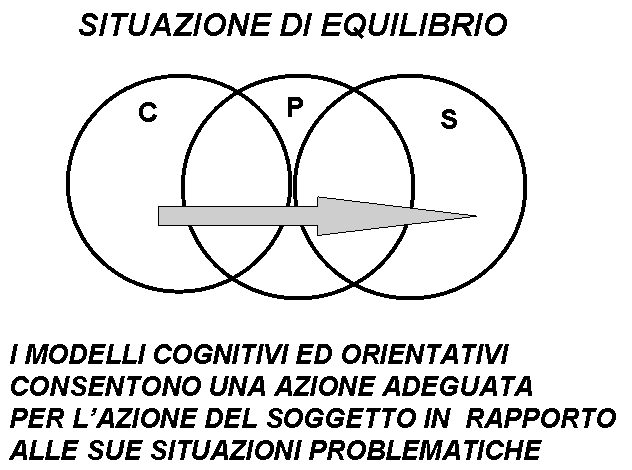 SITUAZIONE DI EQUILIBRIO
C
P
S
I MODELLI COGNITIVI ED ORIENTATIVI
CONSENTONO UNA AZIONE ADEGUATA
PER L’AZIONE DEL SOGGETTO IN RAPPORTO
ALLE SUE SITUAZIONI PROBLEMATICHE